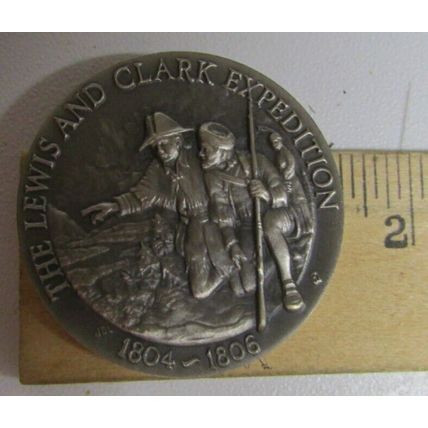 THE LEWIS AND CLARK EXPEDITION
1804 ~ 1806
2